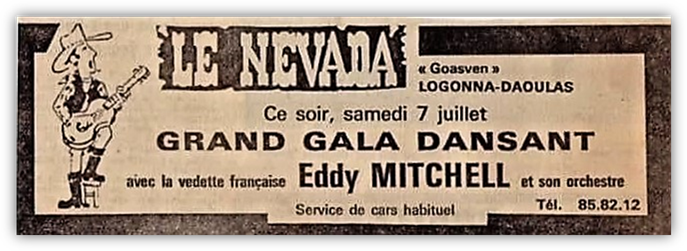 LE NEVADA
« Goasven »
LOGONNA-DAOULAS
Ce soir, samedi 7 juillet
GRAND GALA DANSANT
avec la vedette française Eddy MITCHELL et son orchestre
Service de cars habituel
Tél. 85.82.12